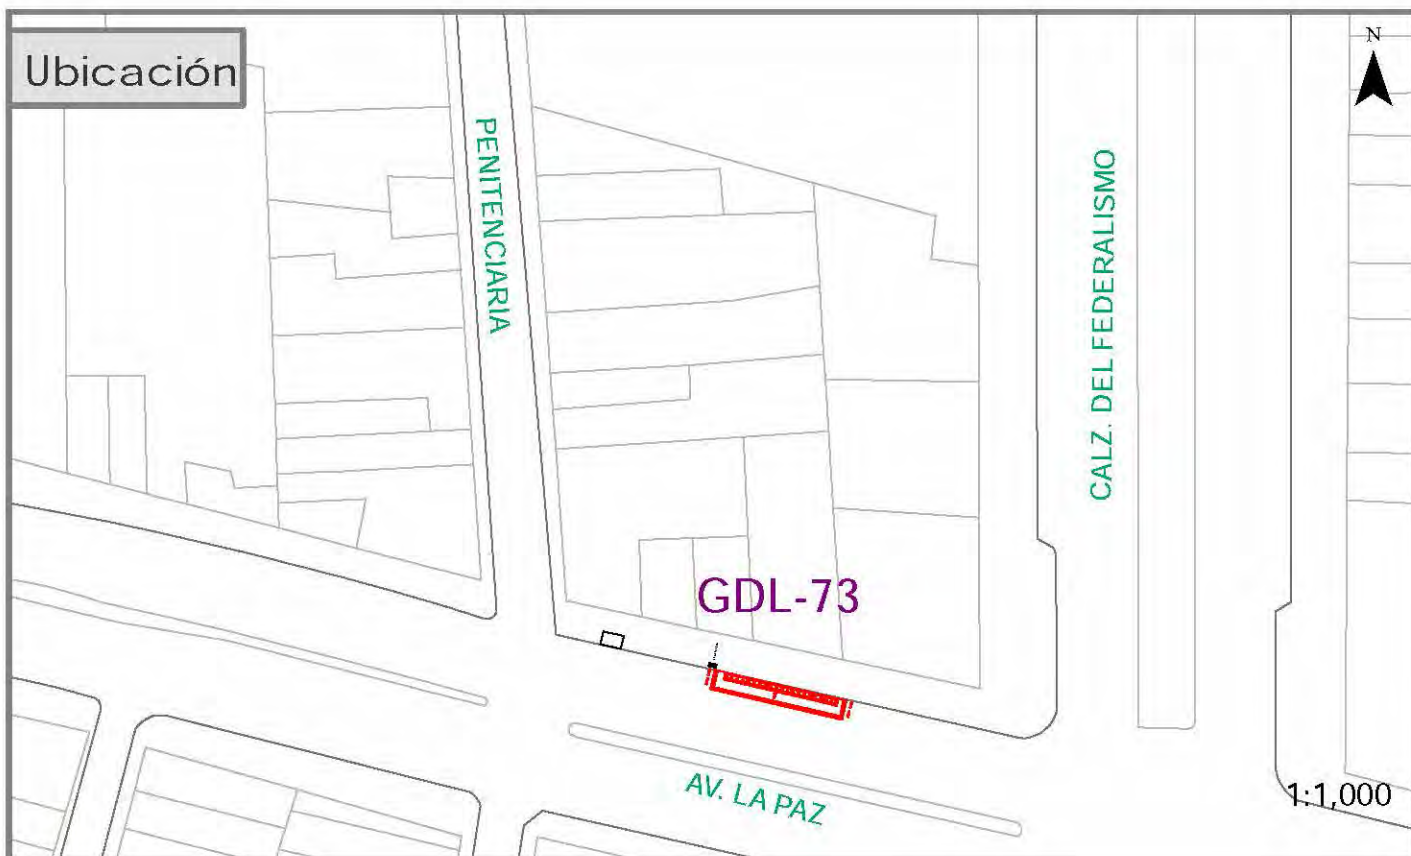 Ubicación
N
PENITENCIARIA
CALZ. DEL FEDERALISMO
GDL-73
AV. LA PAZ
1:1,000